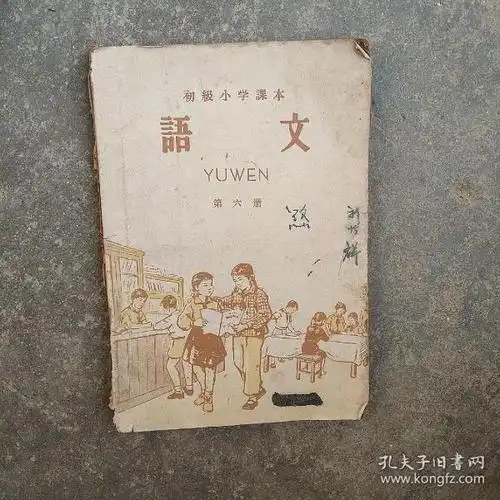 初級小学課本
語文
YUWEN
第六册
孔夫子旧书网
www.kongfz.com